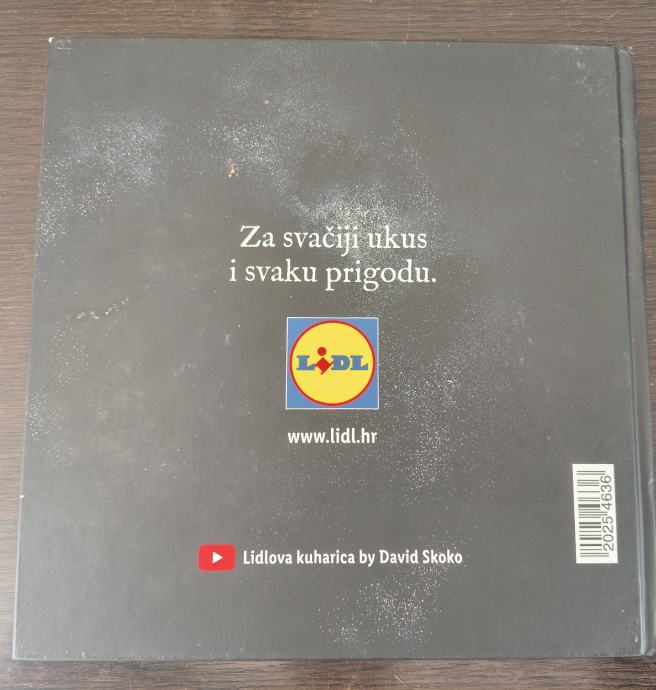 Za svačiji ukus
i svaku prigodu.
LIDL
www.lidl.hr
2025 4636
Lidlova kuharica by David Skoko